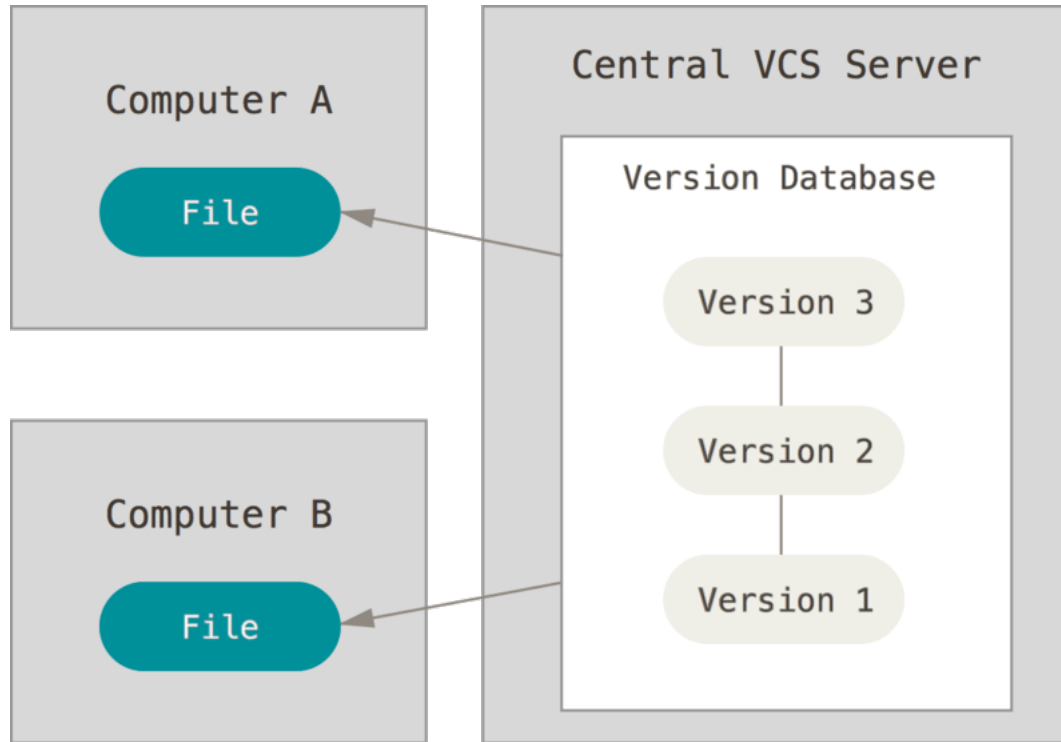 Computer A
File
Computer B
File
Central VCS Server
Version Database
Version 3
Version 2
Version 1